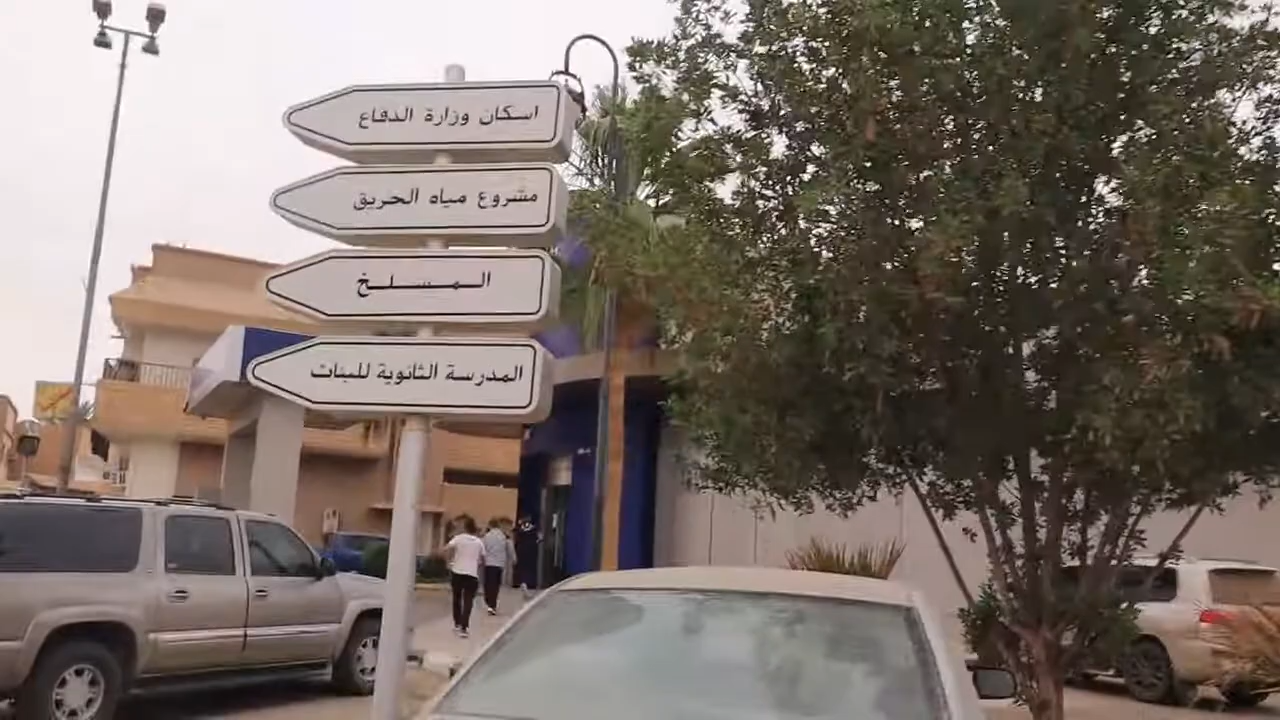 اسكان وزارة الدفاع
مشروع مياه الحريق
المسلخ
المدرسة الثانوية للبنات